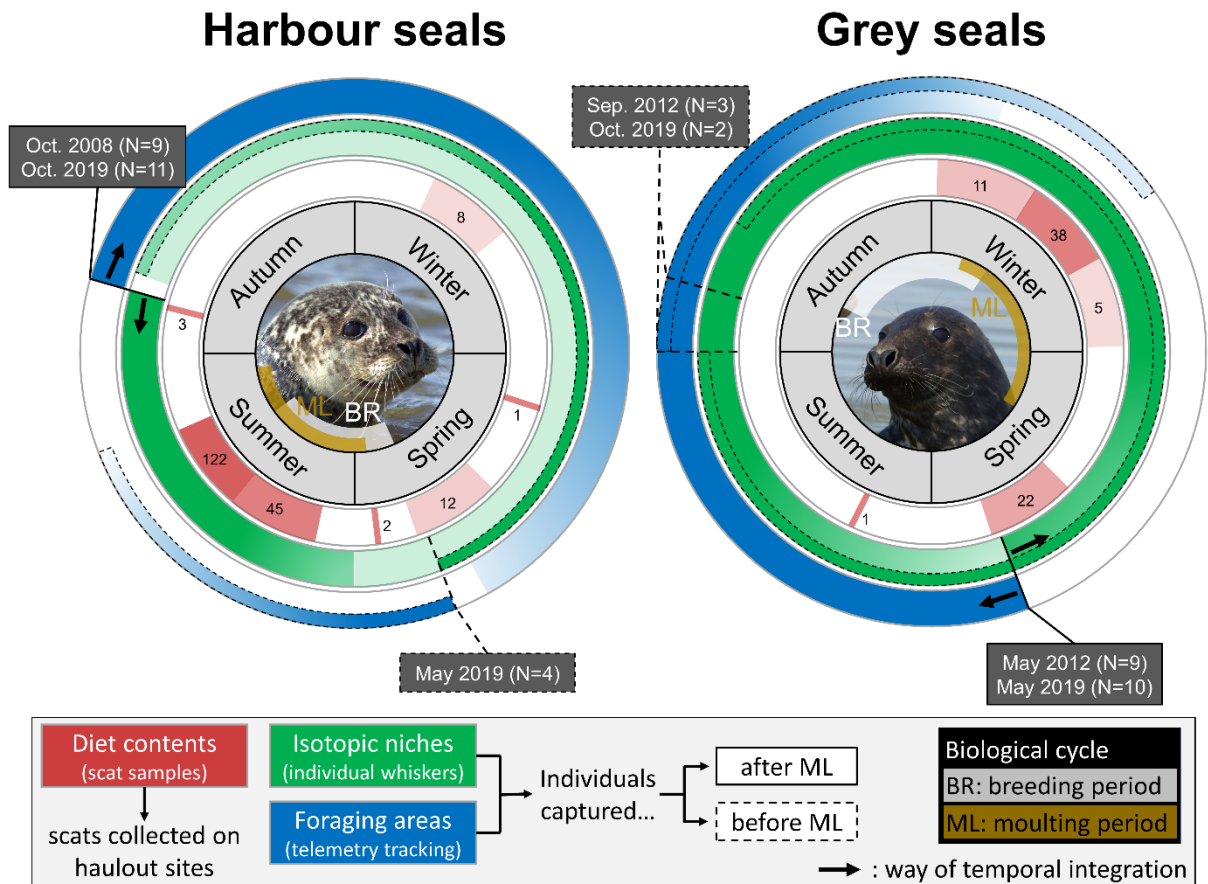 Harbour seals
Grey seals
Oct. 2008 (N=9)
Oct. 2019 (N=11)
Autumn
Winter
Summer
Spring
ML
BR
8
3
1
122
45
2
12
May 2019 (N=4)
Sep. 2012 (N=3)
Oct. 2019 (N=2)
Autumn
Winter
Summer
Spring
BR
ML
11
38
5
1
22
May 2012 (N=9)
May 2019 (N=10)
Diet contents
(scat samples)
scats collected on
haulout sites
Isotopic niches
(individual whiskers)
Foraging areas
(telemetry tracking)
Individuals
captured...
after ML
before ML
Biological cycle
BR: breeding period
ML: moulting period
: way of temporal integration